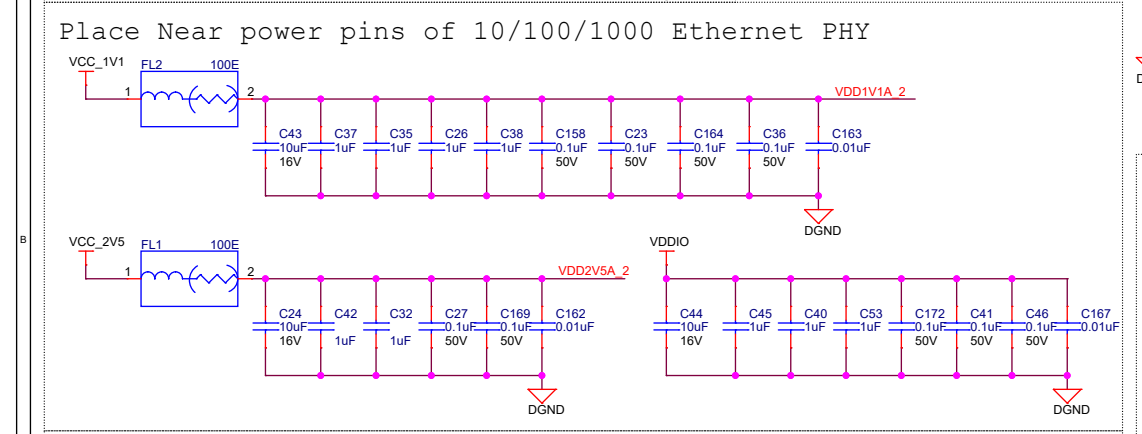 Place Near power pins of 10/100/1000 Ethernet PHY
VCC_1V1
FL2 100E
1 2
VDD1V1A_2
C43 C37 C35 C26 C38 C158 C23 C164 C36 C163
10uF 1uF 1uF 1uF 1uF 0.1uF 0.1uF 0.1uF 0.1uF 0.01uF
16V 50V 50V 50V 50V
DGND
B
VCC_2V5
FL1 100E
1 2
VDD2V5A_2
VDDIO
C24 C42 C32 C27 C169 C162
10uF 0.1uF 0.1uF 0.01uF
16V 1uF 1uF 50V 50V
DGND
C44 C45 C40 C53 C172 C41 C46 C167
10uF 1uF 1uF 1uF 0.1uF 0.1uF 0.1uF 0.01uF
16V 50V 50V 50V
DGND
D